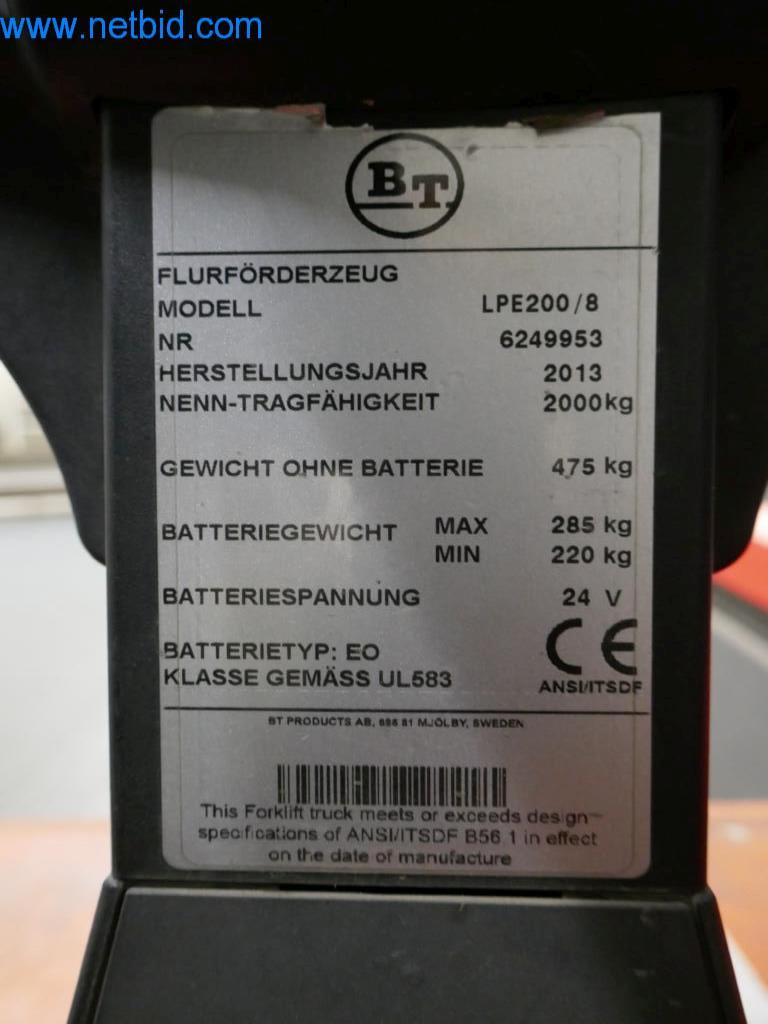 www.netbid.com
BT
FLURFÖRDERZEUG
MODELL LPE200/8
NR 6249953
HERSTELLUNGSJAHR 2013
NENN-TRAGFÄHIGKEIT 2000kg
GEWICHT OHNE BATTERIE 475 kg
BATTERIEGEWICHT MAX 285 kg
MIN 220 kg
BATTERIESPANNUNG 24 V
BATTERIETYP: EO
KLASSE GEMÄSS UL583
CE
ANSI/ITSDF
BT PRODUCTS AB, 595 81 MJÖLBY, SWEDEN
This Forklift truck meets or exceeds design
specifications of ANSI/ITSDF B56.1 in effect
on the date of manufacture